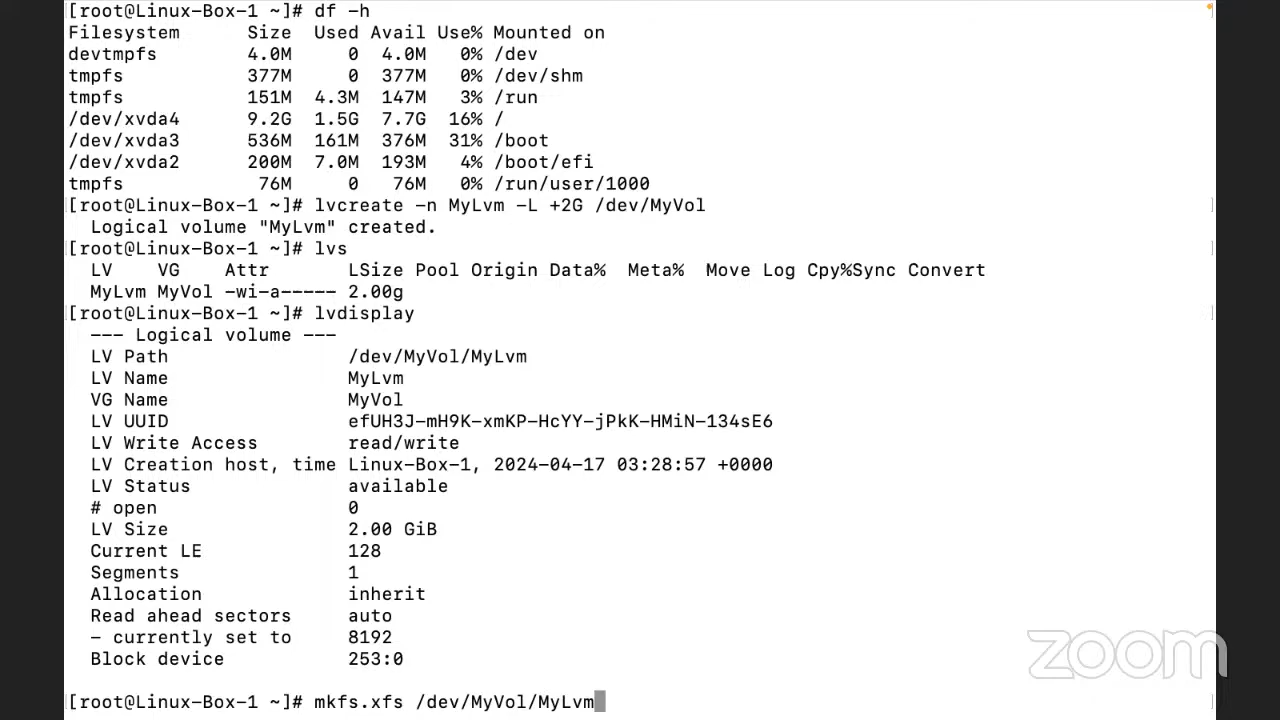 [root@Linux-Box-1 ~]# df -h
Filesystem      Size  Used Avail Use% Mounted on
devtmpfs        4.0M     0  4.0M   0% /dev
tmpfs           377M     0  377M   0% /dev/shm
tmpfs           151M  4.3M  147M   3% /run
/dev/xvda4      9.2G  1.5G  7.7G  16% /
/dev/xvda3      536M  161M  376M  31% /boot
/dev/xvda2      200M  7.0M  193M   4% /boot/efi
tmpfs            76M     0   76M   0% /run/user/1000
[root@Linux-Box-1 ~]# lvcreate -n MyLvm -L +2G /dev/MyVol
  Logical volume "MyLvm" created.
[root@Linux-Box-1 ~]# lvs
  LV    VG    Attr       LSize Pool Origin Data%  Meta%  Move Log Cpy%Sync Convert
  MyLvm MyVol -wi-a----- 2.00g
[root@Linux-Box-1 ~]# lvdisplay
  --- Logical volume ---
  LV Path                /dev/MyVol/MyLvm
  LV Name                MyLvm
  VG Name                MyVol
  LV UUID                efUH3J-mH9K-xmKP-HcYY-jPkK-HMiN-134sE6
  LV Write Access        read/write
  LV Creation host, time Linux-Box-1, 2024-04-17 03:28:57 +0000
  LV Status              available
  # open                 0
  LV Size                2.00 GiB
  Current LE             128
  Segments               1
  Allocation             inherit
  Read ahead sectors     auto
  - currently set to     8192
  Block device           253:0
zoom
[root@Linux-Box-1 ~]# mkfs.xfs /dev/MyVol/MyLvm